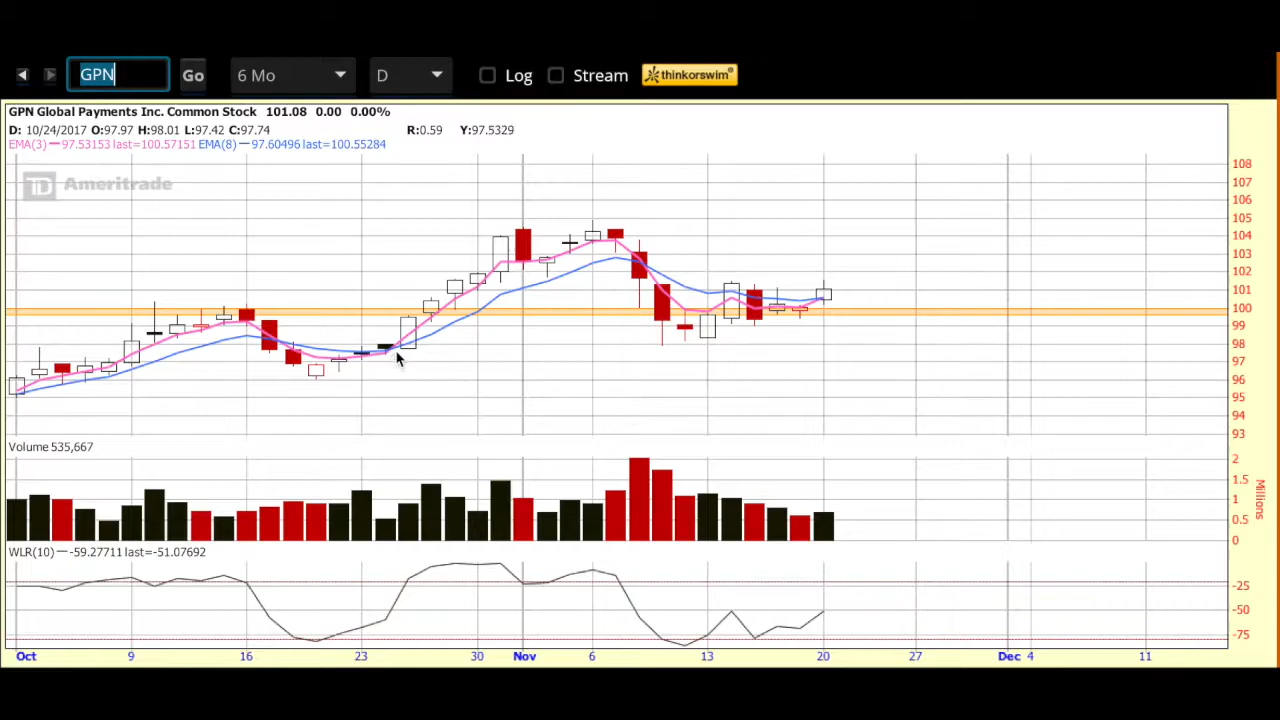 GPN Go 6 Mo D Log Stream thinkorswim®
GPN Global Payments Inc. Common Stock 101.08 0.00 0.00%
D: 10/24/2017 O:97.97 H:98.01 L:97.42 C:97.74 R:0.59 Y:97.5329
EMA(3) 97.53153 last=100.57151 EMA(8) 97.60496 last=100.55284
TD Ameritrade
108
107
106
105
104
103
102
101
100
99
98
97
96
95
94
93
Volume 535,667
2
1.5
1
0.5
0
Millions
WLR(10) -59.27711 last=-51.07692
-25
-50
-75
Oct 9 16 23 30 Nov 6 13 20 27 Dec 4 11